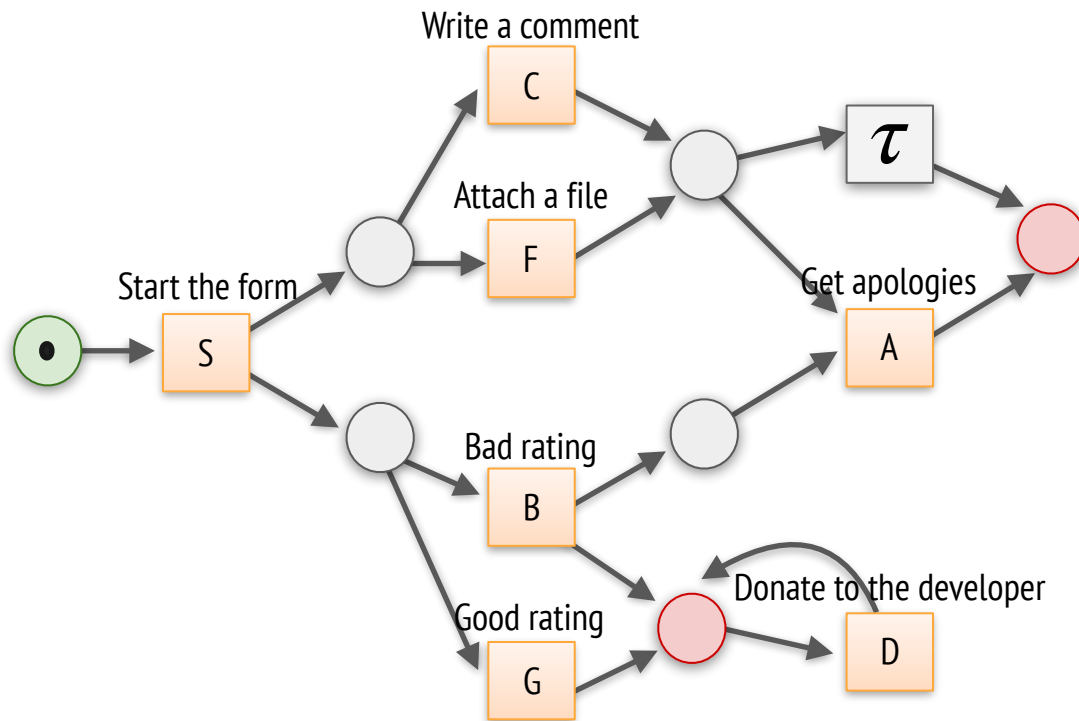 Write a comment
C
τ
Attach a file
F
Start the form
S
Get apologies
A
Bad rating
B
Donate to the developer
D
Good rating
G